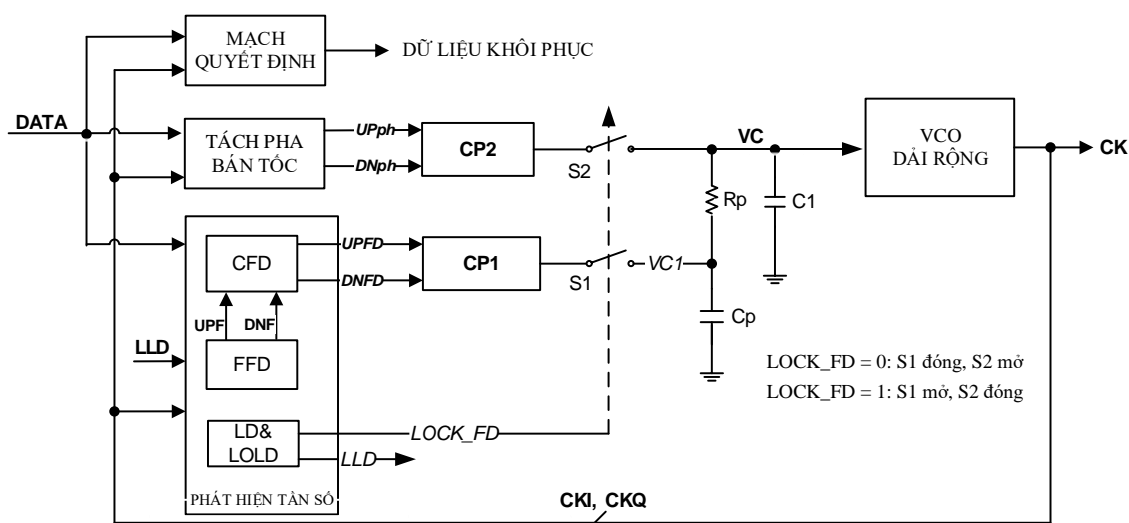 MẠCH
QUYẾT ĐỊNH
DỮ LIỆU KHÔI PHỤC
DATA
TÁCH PHA
BÁN TỐC
UPph
DNph
CP2
S2
VC
VCO
DẢI RỘNG
CK
Rp
C1
CFD
UPFD
DNFD
CP1
S1
VC1
UPF
DNF
Cp
LLD
FFD
LOCK_FD = 0: S1 đóng, S2 mở
LOCK_FD = 1: S1 mở, S2 đóng
LD&
LOLD
LOCK_FD
LLD
PHÁT HIỆN TẦN SỐ
CKI, CKQ